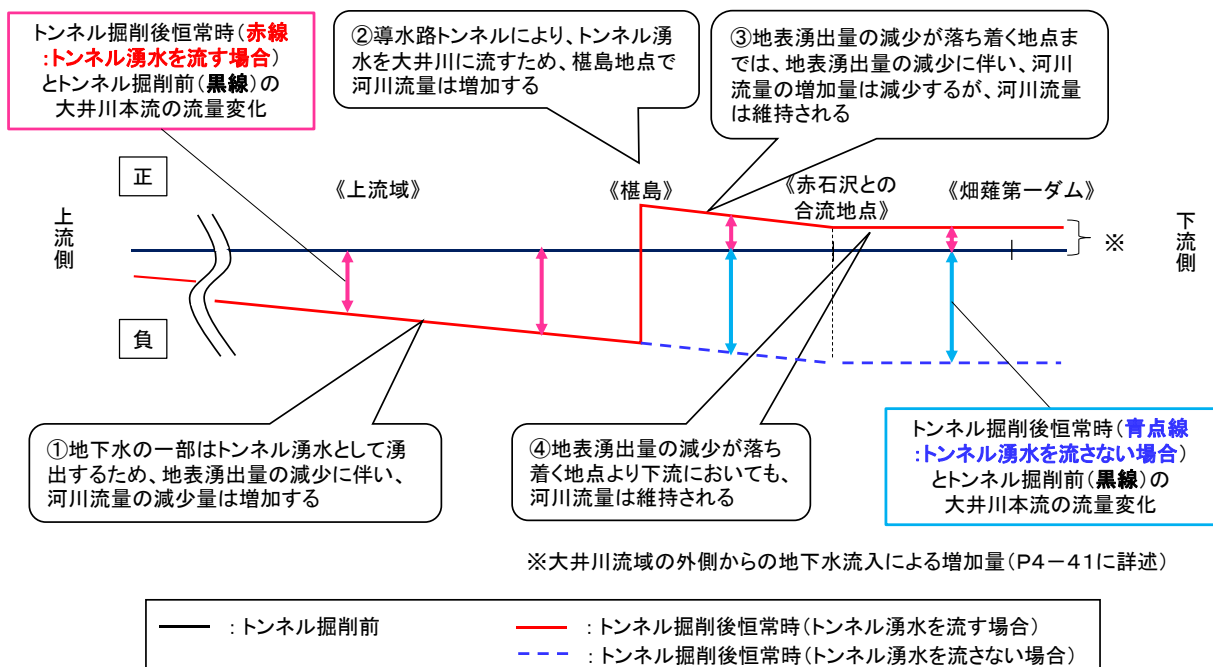 トンネル掘削後恒常時(赤線
:トンネル湧水を流す場合)
とトンネル掘削前(黒線)の
大井川本流の流量変化
②導水路トンネルにより、トンネル湧
水を大井川に流すため、椹島地点で
河川流量は増加する
③地表湧出量の減少が落ち着く地点ま
では、地表湧出量の減少に伴い、河川
流量の増加量は減少するが、河川流量
は維持される
正
《上流域》
《椹島》
《赤石沢との
合流地点》
《畑薙第一ダム》
上流側
※
下流側
負
①地下水の一部はトンネル湧水として湧
出するため、地表湧出量の減少に伴い、
河川流量の減少量は増加する
④地表湧出量の減少が落ち
着く地点より下流においても、
河川流量は維持される
トンネル掘削後恒常時(青点線
:トンネル湧水を流さない場合)
とトンネル掘削前(黒線)の
大井川本流の流量変化
※大井川流域の外側からの地下水流入による増加量(P4-41に詳述)
:トンネル掘削前
:トンネル掘削後恒常時(トンネル湧水を流す場合)
:トンネル掘削後恒常時(トンネル湧水を流さない場合)